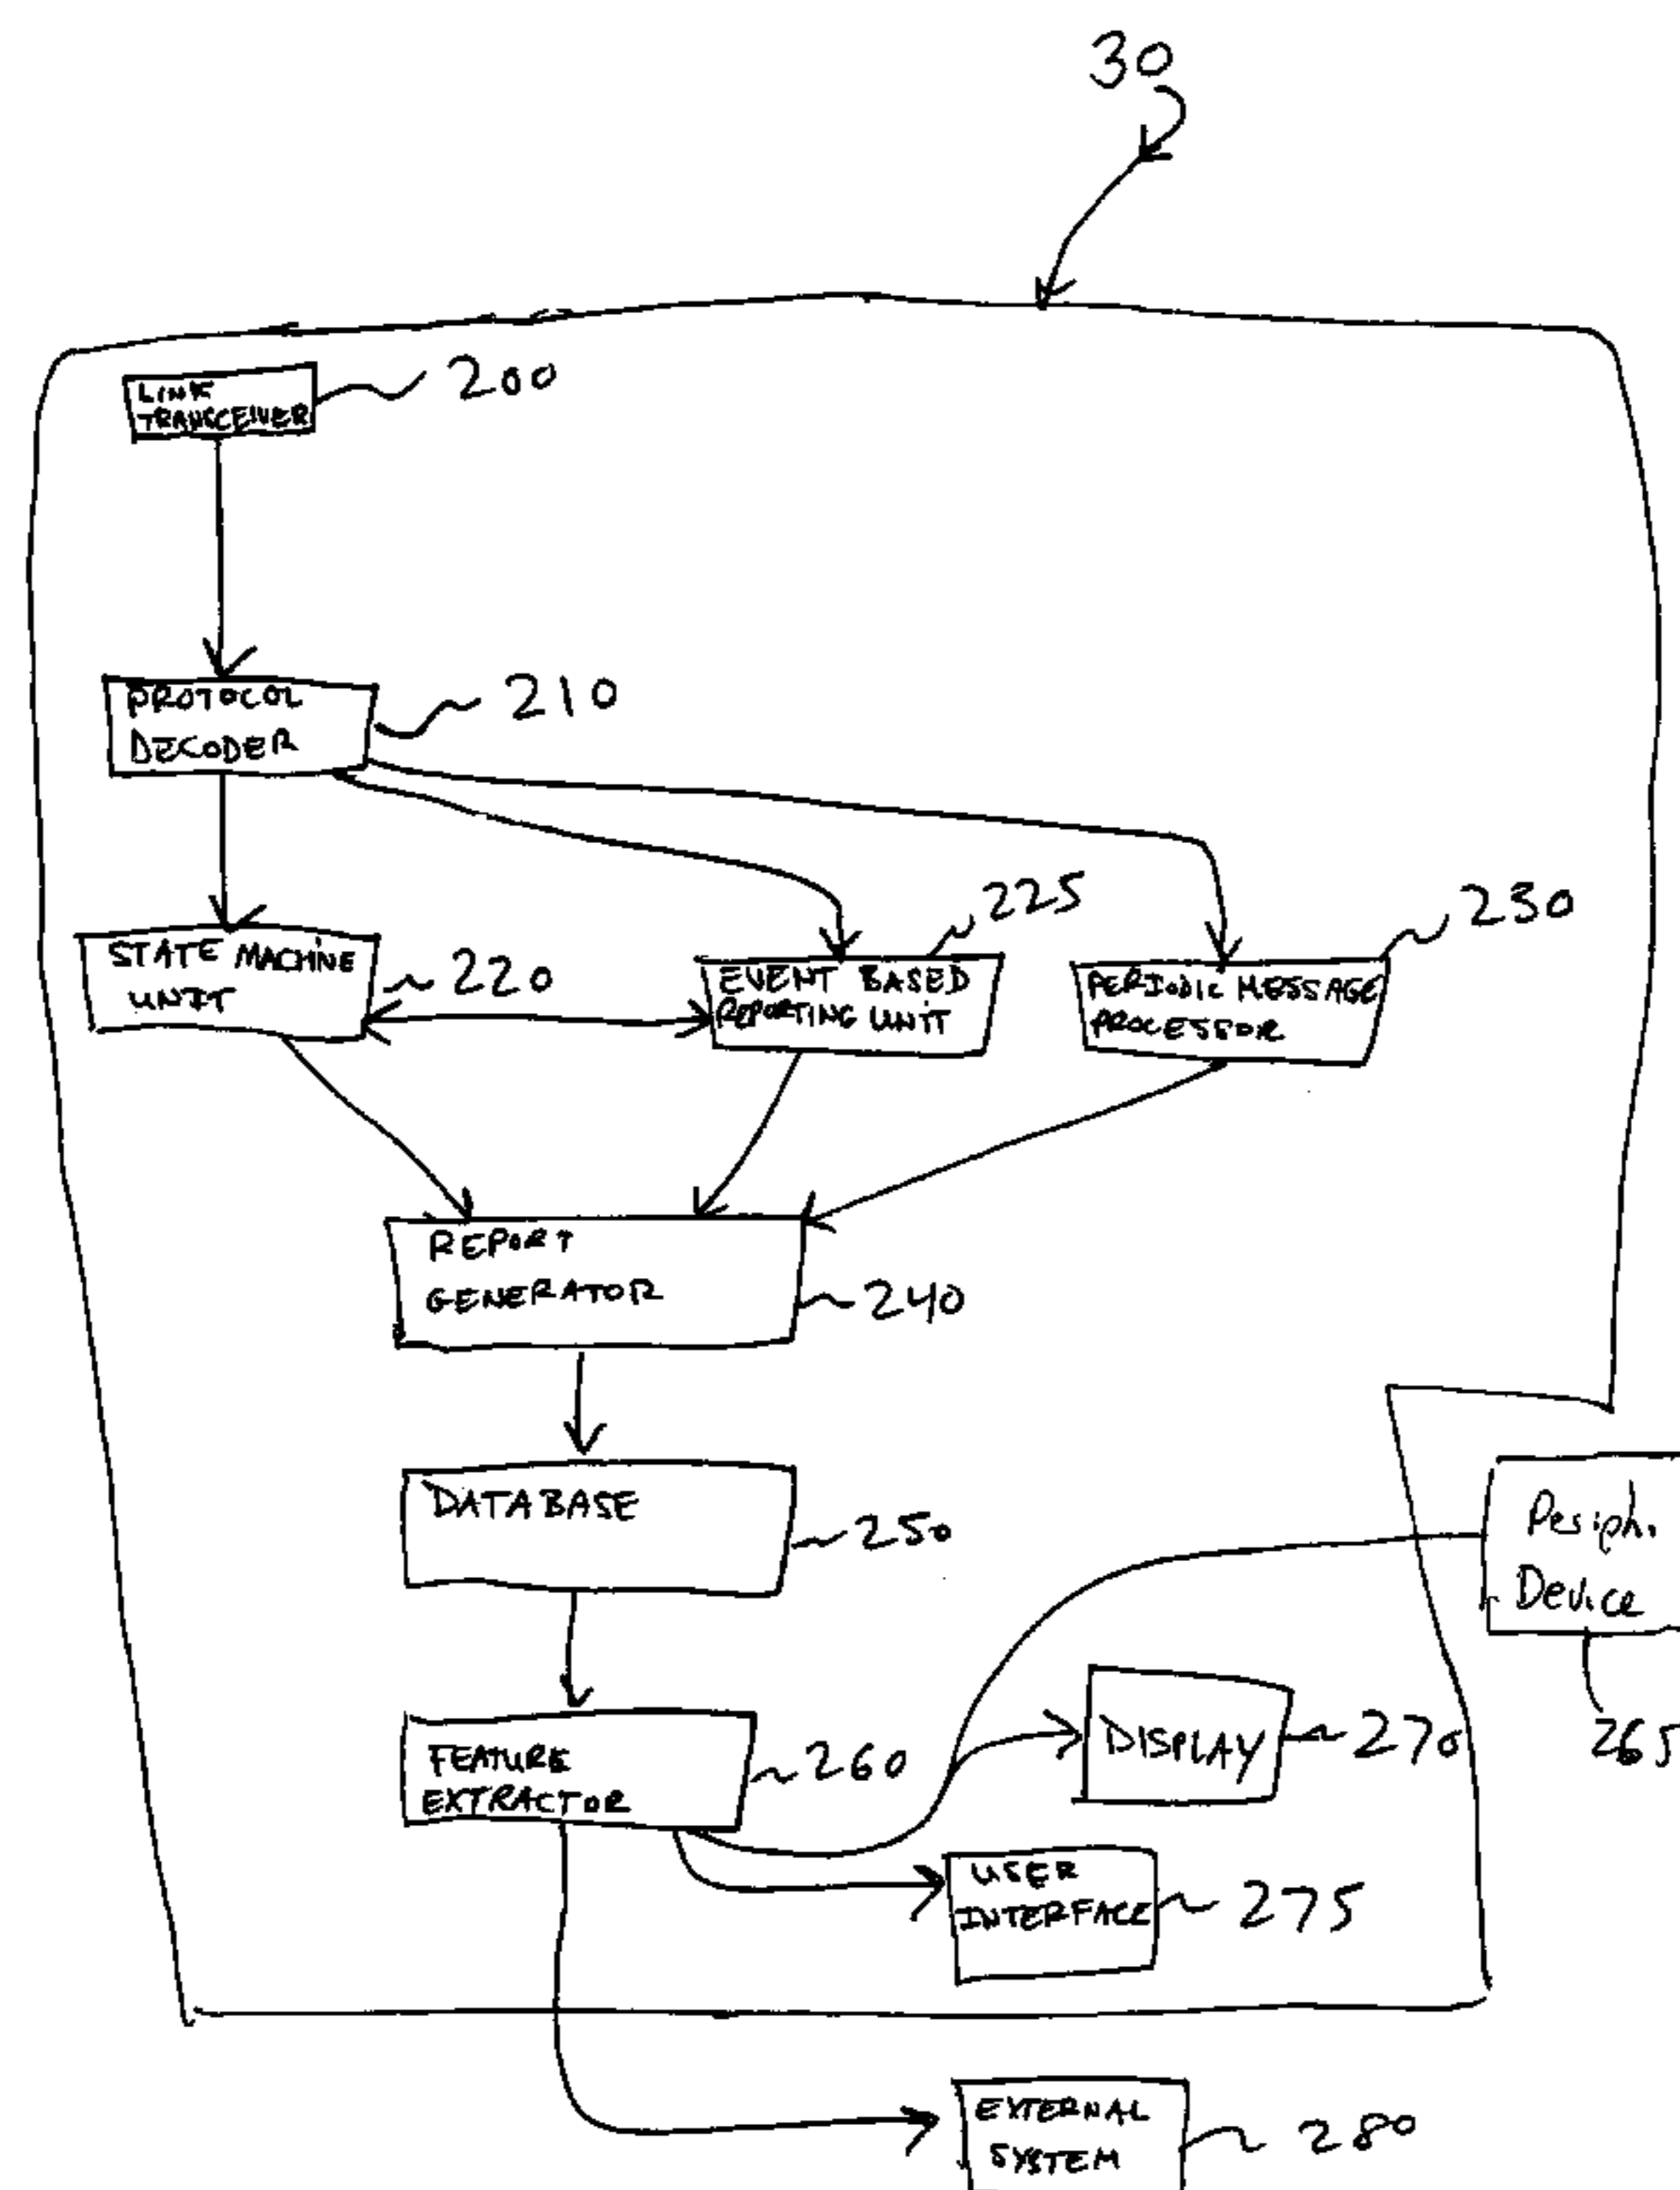 30
LINK
TRANSCEIVER
200
PROTOCOL
DECODER
210
STATE MACHINE
UNIT
220
EVENT BASED
REPORTING UNIT
225
PERIODIC MESSAGE
PROCESSOR
230
REPORT
GENERATOR
240
DATABASE
250
Periph.
Device
265
FEATURE
EXTRACTOR
260
DISPLAY
270
USER
INTERFACE
275
EXTERNAL
SYSTEM
280